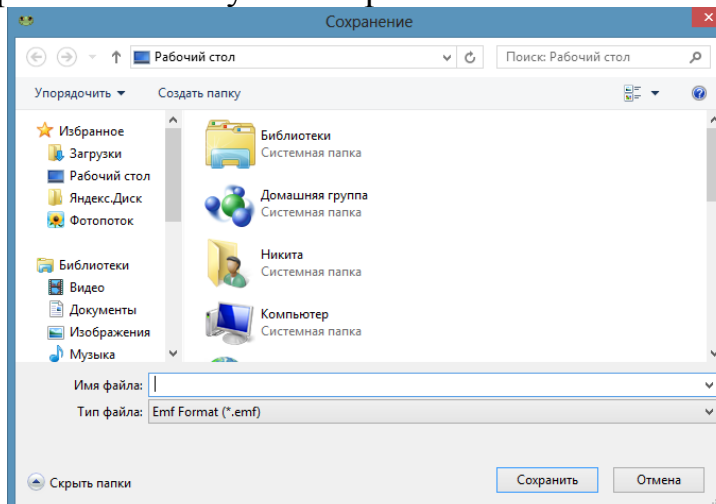 Сохранение
Рабочий стол
Поиск: Рабочий стол
Упорядочить
Создать папку
Избранное
Загрузки
Рабочий стол
Яндекс.Диск
Фотопоток
Библиотеки
Видео
Документы
Изображения
Музыка
Библиотеки
Системная папка
Домашняя группа
Системная папка
Никита
Системная папка
Компьютер
Системная папка
Имя файла:
Тип файла: Emf Format (*.emf)
Скрыть папки
Сохранить
Отмена